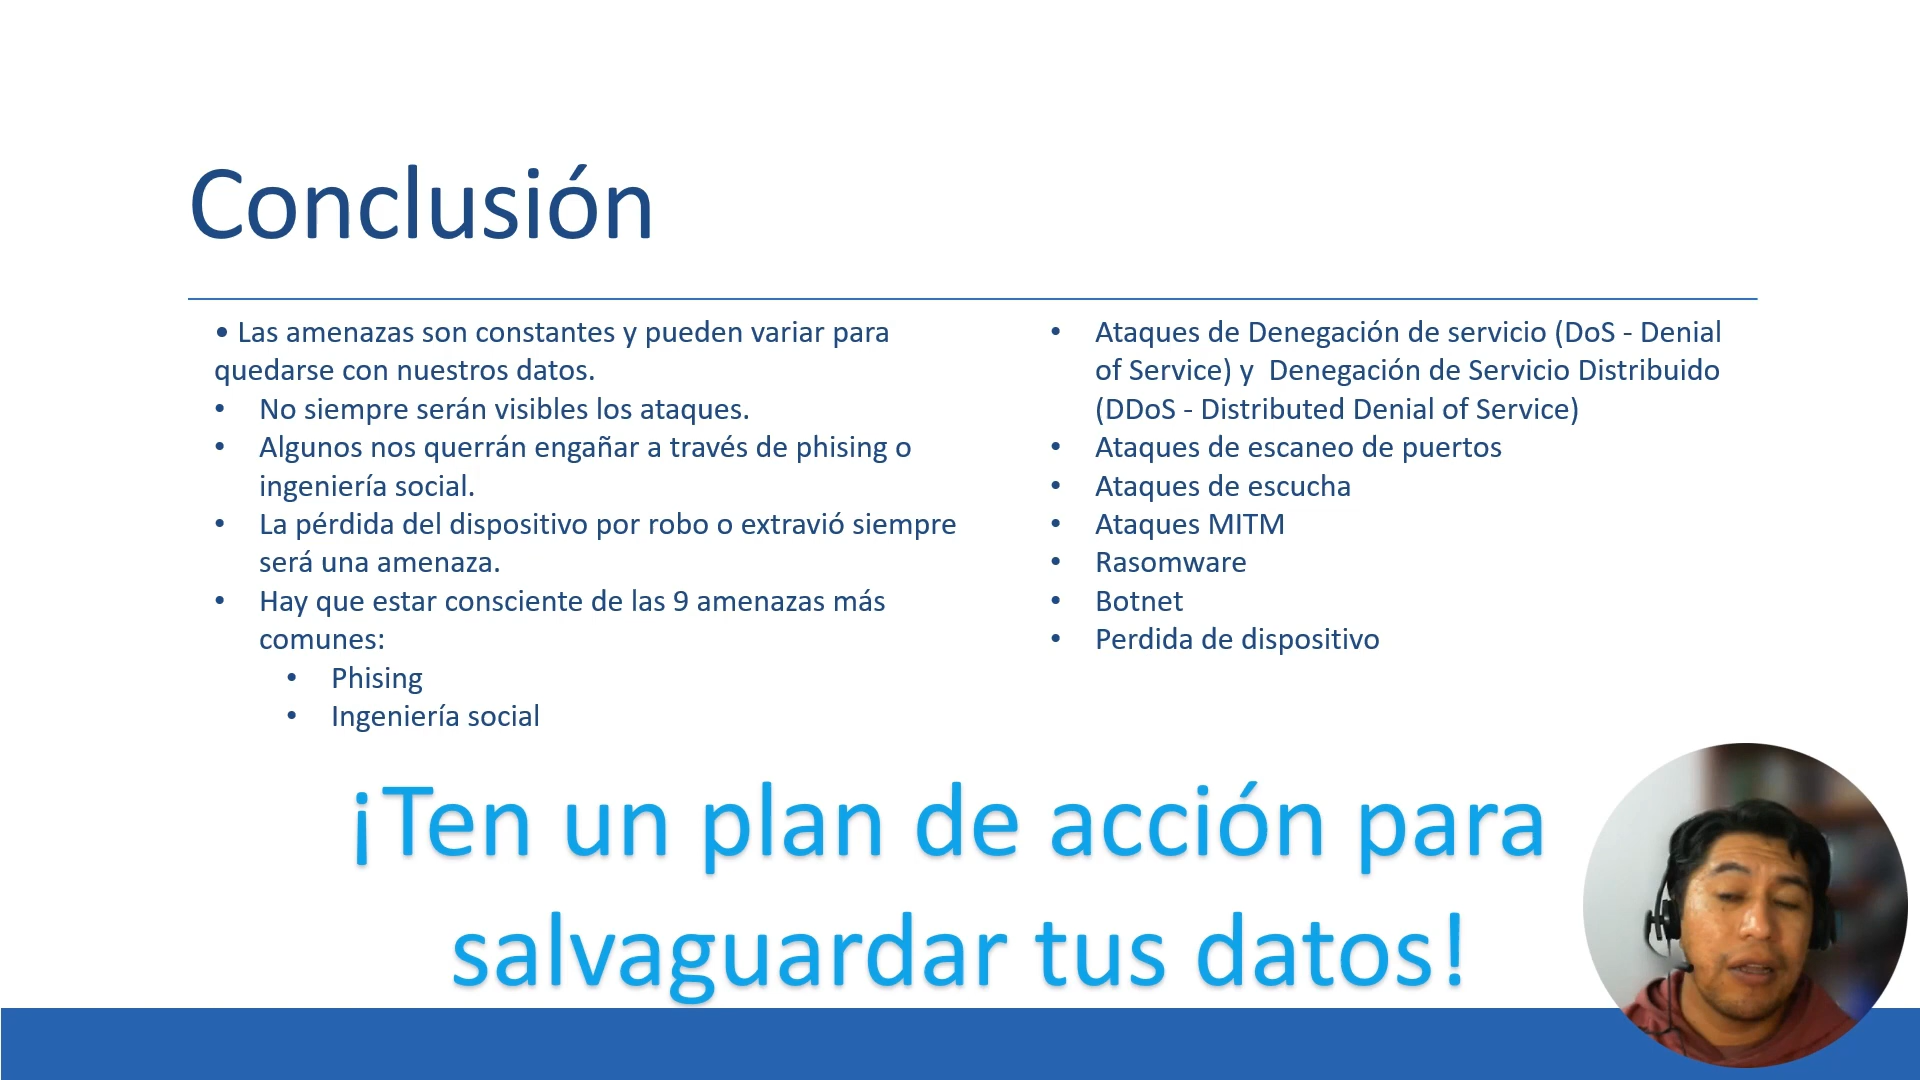 Conclusión
• Las amenazas son constantes y pueden variar para
quedarse con nuestros datos.
• No siempre serán visibles los ataques.
• Algunos nos querrán engañar a través de phising o
ingeniería social.
• La pérdida del dispositivo por robo o extravió siempre
será una amenaza.
• Hay que estar consciente de las 9 amenazas más
comunes:
• Phising
• Ingeniería social
• Ataques de Denegación de servicio (DoS - Denial
of Service) y  Denegación de Servicio Distribuido
(DDoS - Distributed Denial of Service)
• Ataques de escaneo de puertos
• Ataques de escucha
• Ataques MITM
• Rasomware
• Botnet
• Perdida de dispositivo
¡Ten un plan de acción para
salvaguardar tus datos!